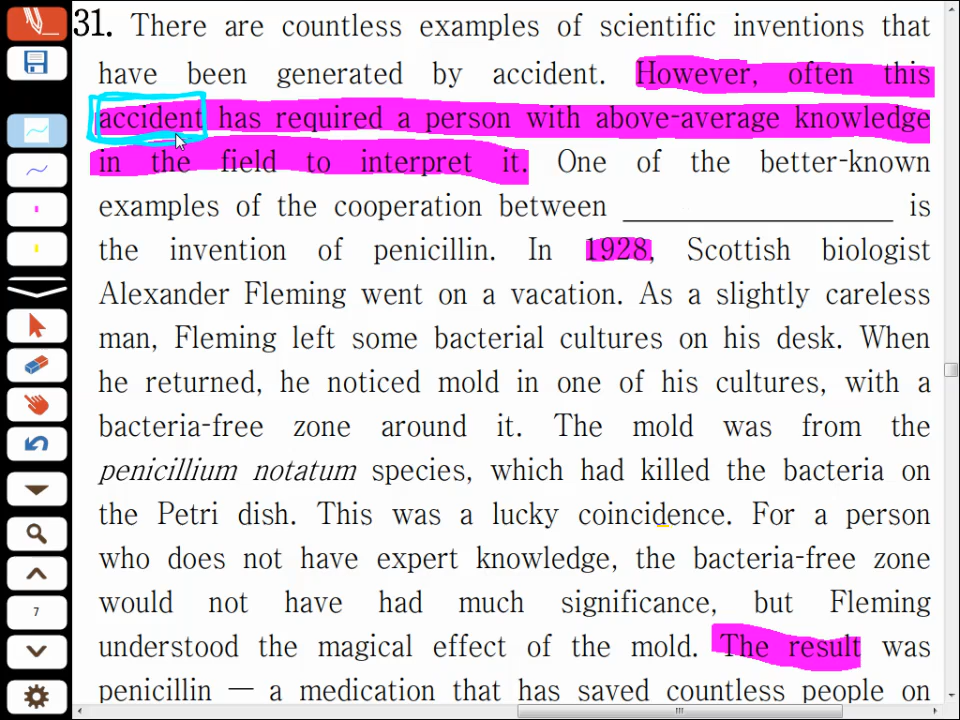 31. There are countless examples of scientific inventions that
have been generated by accident. However, often this
accident has required a person with above-average knowledge
in the field to interpret it. One of the better-known
examples of the cooperation between ____________________ is
the invention of penicillin. In 1928, Scottish biologist
Alexander Fleming went on a vacation. As a slightly careless
man, Fleming left some bacterial cultures on his desk. When
he returned, he noticed mold in one of his cultures, with a
bacteria-free zone around it. The mold was from the
penicillium notatum species, which had killed the bacteria on
the Petri dish. This was a lucky coincidence. For a person
who does not have expert knowledge, the bacteria-free zone
would not have had much significance, but Fleming
understood the magical effect of the mold. The result was
penicillin — a medication that has saved countless people on
7